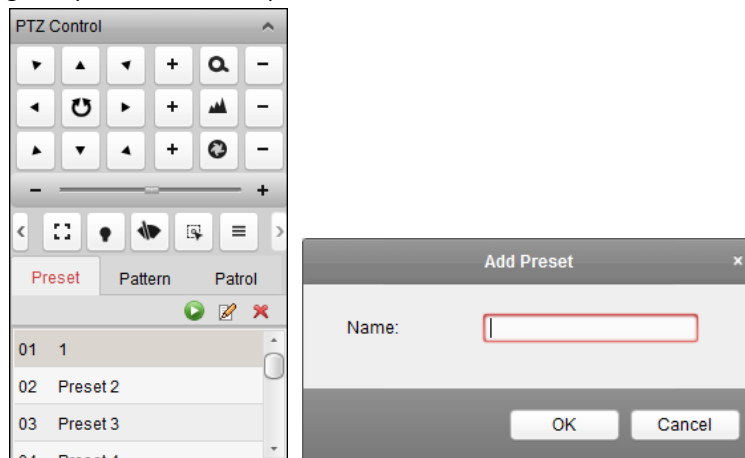 PTZ Control
Preset Pattern Patrol
01 1
02 Preset 2
03 Preset 3
Add Preset
Name:
OK Cancel